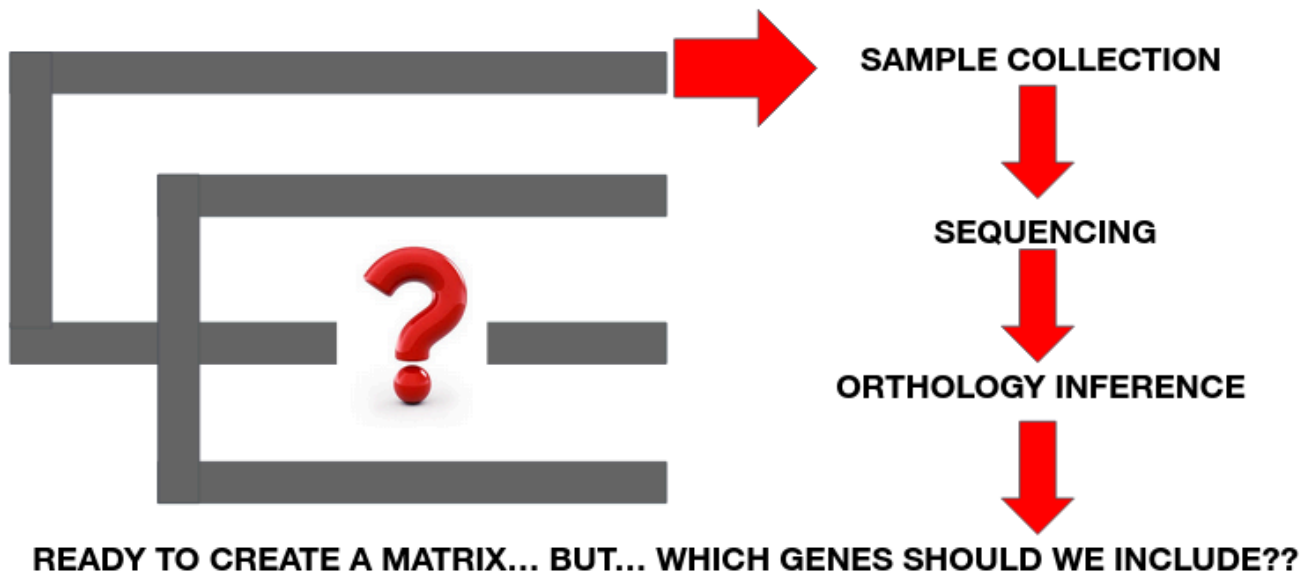 SAMPLE COLLECTION
SEQUENCING
ORTHOLOGY INFERENCE
READY TO CREATE A MATRIX... BUT... WHICH GENES SHOULD WE INCLUDE??